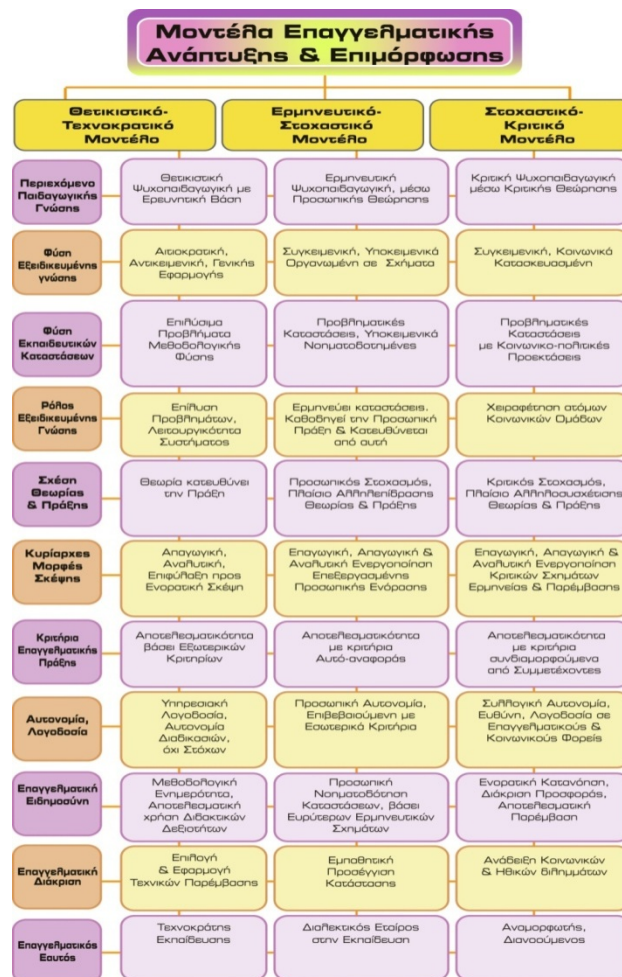 Μοντέλα Επαγγελματικής
Ανάπτυξης & Επιμόρφωσης
Θετικιστικό-
Τεχνοκρατικό
Μοντέλο
Ερμηνευτικό-
Στοχαστικό
Μοντέλο
Στοχαστικό-
Κριτικό
Μοντέλο
Περιεχόμενο
Παιδαγωγικής
Γνώσης
Θετικιστική
Ψυχοπαιδαγωγική με
Ερευνητική Βάση
Ερμηνευτική
Ψυχοπαιδαγωγική, μέσω
Προσωπικής Θεώρησης
Κριτική Ψυχοπαιδαγωγική
μέσω Κριτικής Θεώρησης
Φύση
Εξειδικευμένης
γνώσης
Αιτιοκρατική,
Αντικειμενική, Γενικής
Εφαρμογής
Συγκειμενική, Υποκειμενικά
Οργανωμένη σε Σχήματα
Συγκειμενική, Κοινωνικά
Κατασκευασμένη
Φύση
Εκπαιδευτικών
Καταστάσεων
Επιλύσιμα
Προβλήματα
Μεθοδολογικής
Φύσης
Προβληματικές
Καταστάσεις, Υποκειμενικά
Νοηματοδοτημένες
Προβληματικές
Καταστάσεις
με Κοινωνικο-πολιτικές
Προεκτάσεις
Ρόλος
Εξειδικευμένης
Γνώσης
Επίλυση
Προβλημάτων,
Λειτουργικότητα
Συστήματος
Ερμηνεύει καταστάσεις.
Καθοδηγεί την Προσωπική
Πράξη & Κατευθύνεται
από αυτή
Χειραφέτηση ατόμων
Κοινωνικών Ομάδων
Σχέση
Θεωρίας
& Πράξης
Θεωρία κατευθύνει
την Πράξη
Προσωπικός Στοχασμός,
Πλαίσιο Αλληλεπίδρασης
Θεωρίας & Πράξης
Κριτικός Στοχασμός,
Πλαίσιο Αλληλοσυσχέτισης
Θεωρίας & Πράξης
Κυρίαρχες
Μορφές
Σκέψης
Απαγωγική,
Αναλυτική,
Επιφύλαξη προς
Ενορατική Σκέψη
Επαγωγική, Απαγωγική &
Αναλυτική Ενεργοποίηση
Επεξεργασμένης
Προσωπικής Ενόρασης
Επαγωγική, Απαγωγική &
Αναλυτική Ενεργοποίηση
Κριτικών Σχημάτων
Ερμηνείας & Παρέμβασης
Κριτήρια
Επαγγελματικής
Πράξης
Αποτελεσματικότητα
βάσει Εξωτερικών
Κριτηρίων
Αποτελεσματικότητα
με κριτήρια
Αυτό-αναφοράς
Αποτελεσματικότητα
με κριτήρια
συνδιαμορφούμενα
από Συμμετέχοντες
Αυτονομία,
Λογοδοσία
Υπηρεσιακή
Λογοδοσία,
Αυτονομία
Διαδικασιών,
όχι Στόχων
Προσωπική Αυτονομία,
Επιβεβαιούμενη με
Εσωτερικά Κριτήρια
Συλλογική Αυτονομία,
Ευθύνη, Λογοδοσία σε
Επαγγελματικούς &
Κοινωνικούς Φορείς
Επαγγελματική
Ειδημοσύνη
Μεθοδολογική
Ενημερότητα,
Αποτελεσματική
χρήση Διδακτικών
Δεξιοτήτων
Προσωπική
Νοηματοδότηση
Καταστάσεων, βάσει
Ευρύτερων Ερμηνευτικών
Σχημάτων
Ενορατική Κατανόηση,
Διάκριση Προσφοράς,
Αποτελεσματική
Παρέμβαση
Επαγγελματική
Διάκριση
Επιλογή
& Εφαρμογή
Τεχνικών Παρέμβασης
Εμπαθητική
Προσέγγιση
Κατάστασης
Ανάδειξη Κοινωνικών
& Ηθικών διλημμάτων
Επαγγελματικός
Εαυτός
Τεχνοκράτης
Εκπαίδευσης
Διαλεκτικός Εταίρος
στην Εκπαίδευση
Αναμορφωτής,
Διανοούμενος